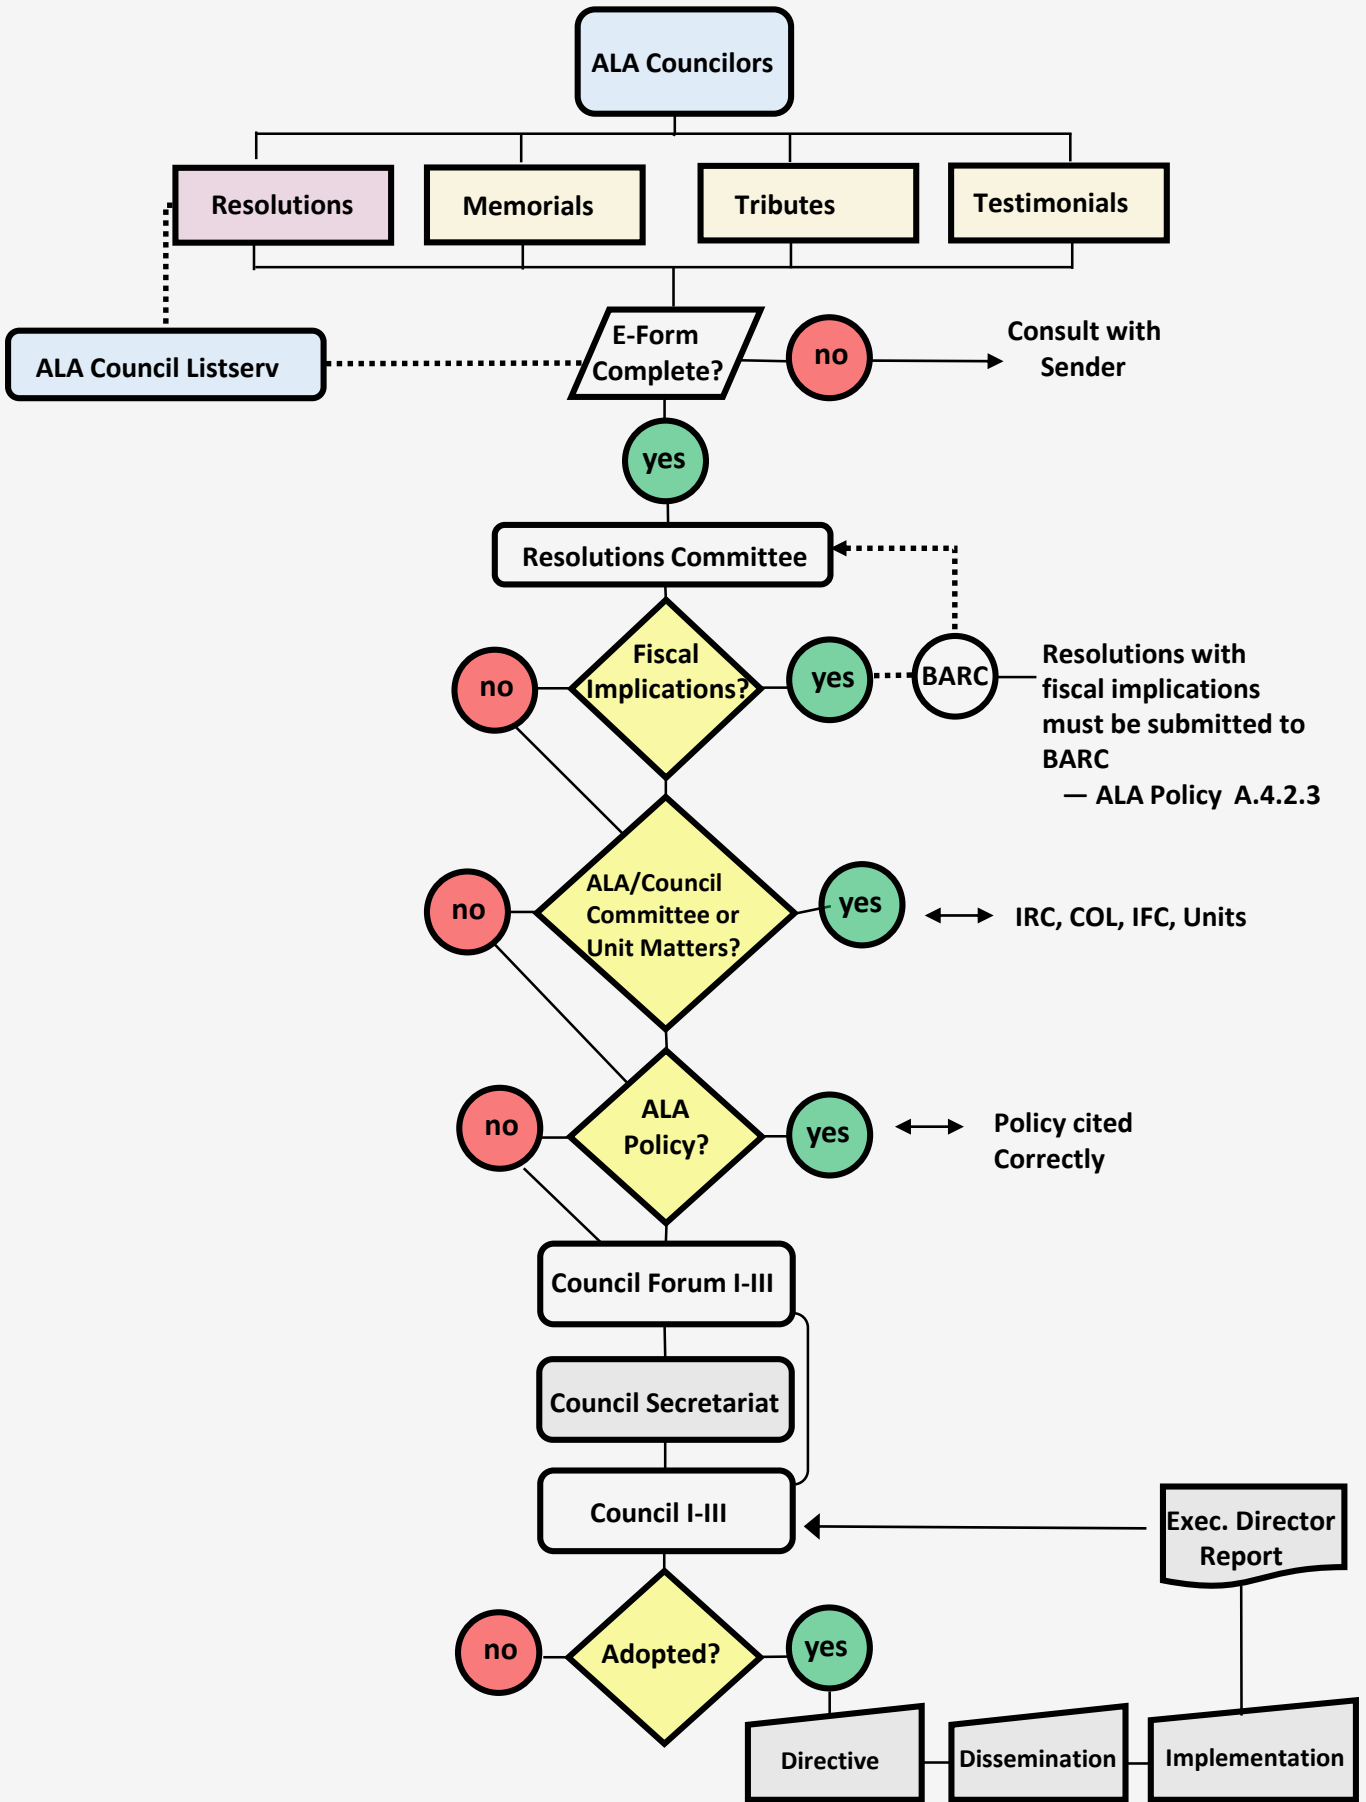 ALA Councilors
Resolutions
Memorials
Tributes
Testimonials
E-Form
Complete?
no
Consult with
Sender
ALA Council Listserv
yes
Resolutions Committee
Fiscal
Implications?
no
yes
BARC
Resolutions with
fiscal implications
must be submitted to
BARC
— ALA Policy A.4.2.3
ALA/Council
Committee or
Unit Matters?
no
yes
IRC, COL, IFC, Units
ALA
Policy?
no
yes
Policy cited
Correctly
Council Forum I-III
Council Secretariat
Council I-III
Exec. Director
Report
Adopted?
no
yes
Directive
Dissemination
Implementation